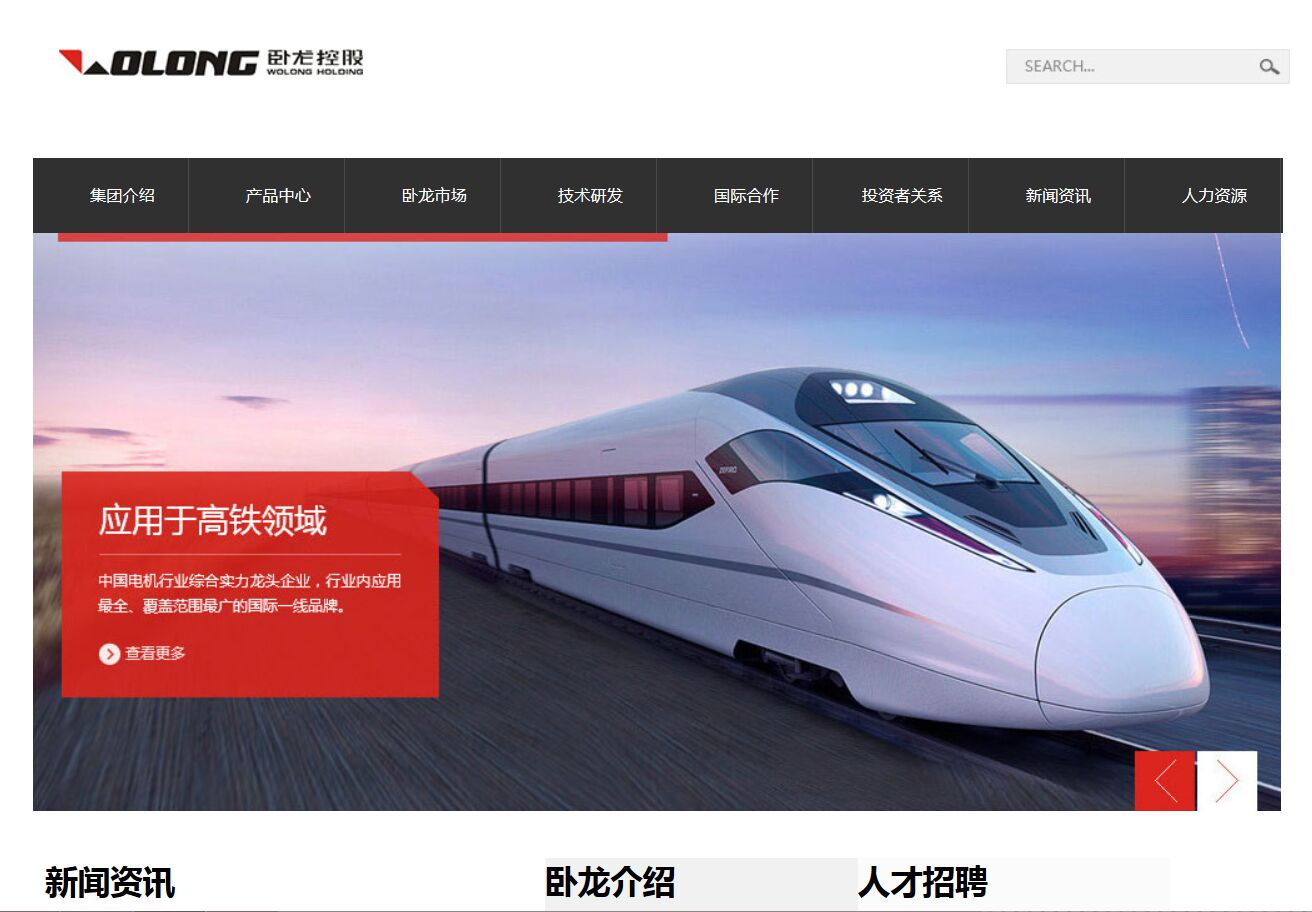 WOLONG 卧龙控股
WOLONG HOLDING
SEARCH...
集团介绍 产品中心 卧龙市场 技术研发 国际合作 投资者关系 新闻资讯 人力资源
ZEFIRO
应用于高铁领域
中国电机行业综合实力龙头企业，行业内应用
最全、覆盖范围最广的国际一线品牌。
查看更多
新闻资讯 卧龙介绍 人才招聘